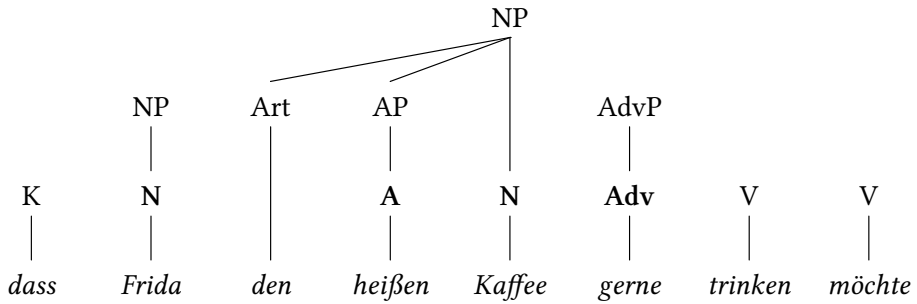 NP
NP Art AP AdvP
K N A N Adv V V
dass Frida den heißen Kaffee gerne trinken möchte